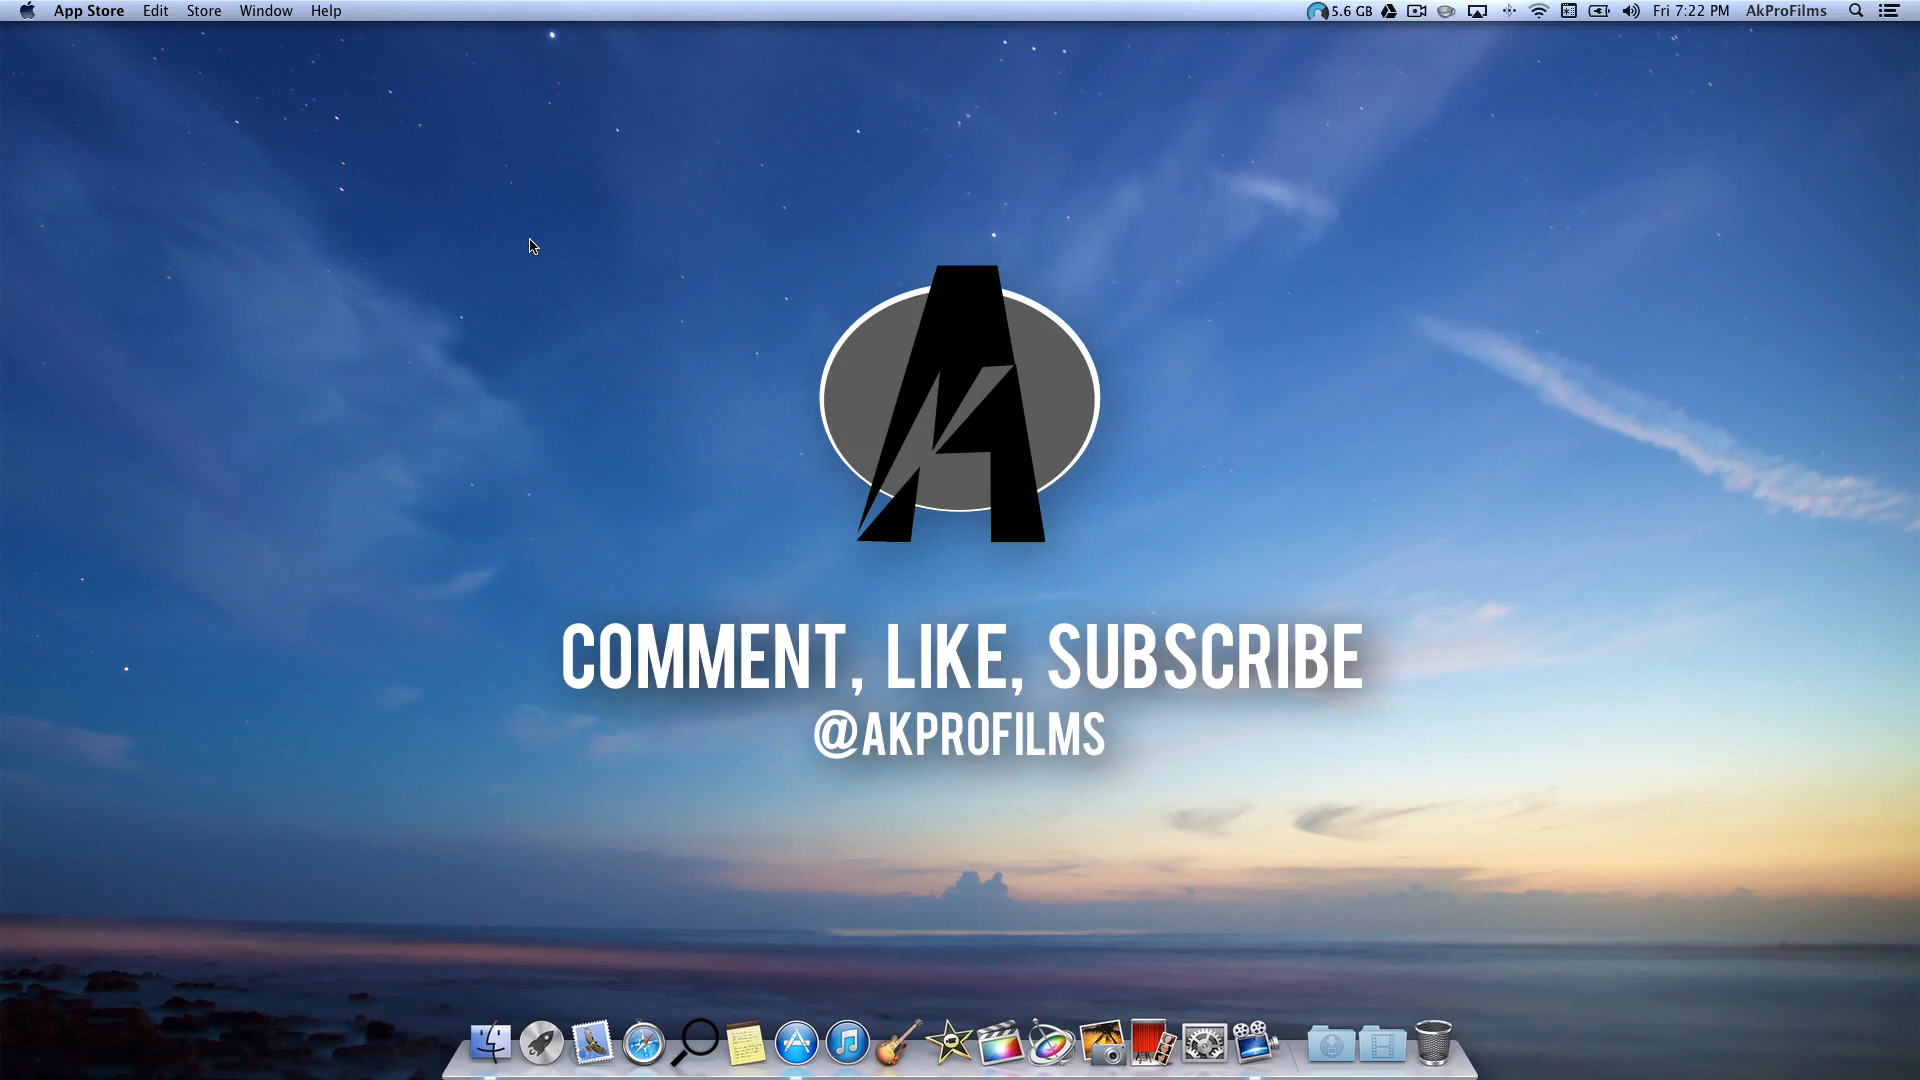 App Store Edit Store Window Help 5.6 GB Fri 7:22 PM AkProFilms
COMMENT, LIKE, SUBSCRIBE
@AKPROFILMS